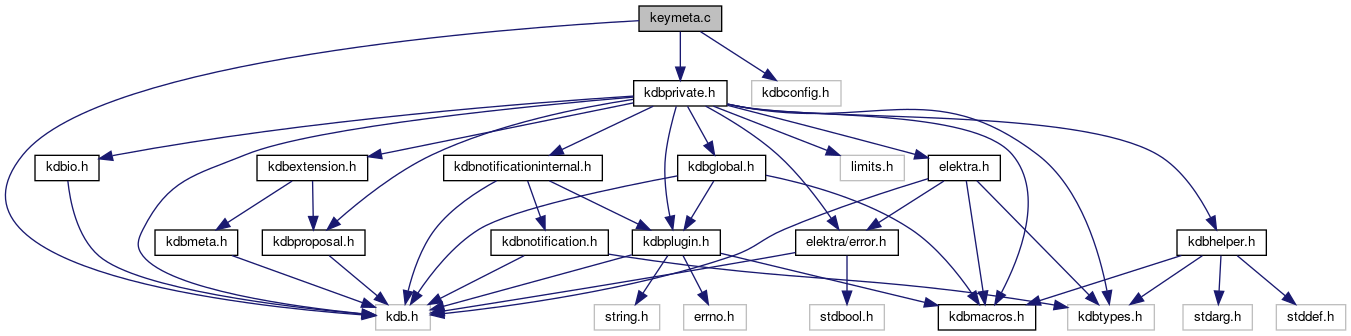 keymeta.c
kdbprivate.h
kdbconfig.h
kdbio.h
kdbextension.h
kdbnotificationinternal.h
kdbglobal.h
limits.h
elektra.h
kdbmeta.h
kdbproposal.h
kdbnotification.h
kdbplugin.h
elektra/error.h
kdbhelper.h
kdb.h
string.h
errno.h
stdbool.h
kdbmacros.h
kdbtypes.h
stdarg.h
stddef.h